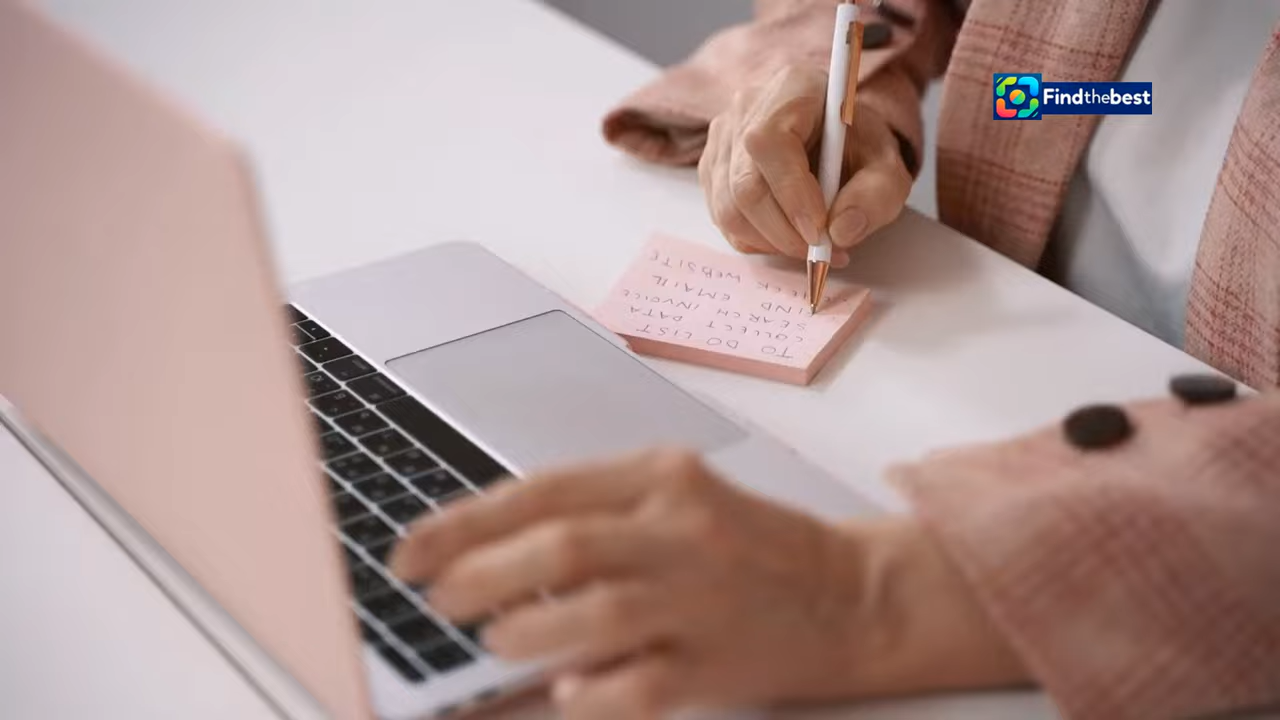 Findthebest
TO DO LIST
COLLECT DATA
SEARCH INVOICE
FIND EMAIL
WEBSITE